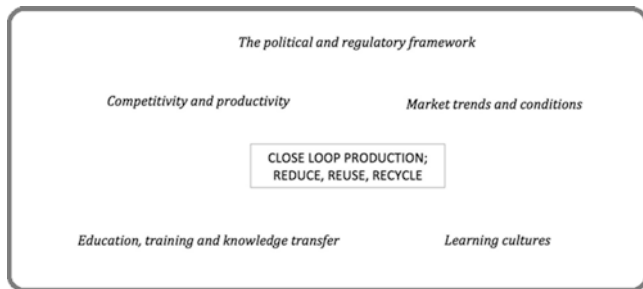 The political and regulatory framework
Competitivity and productivity
Market trends and conditions
CLOSE LOOP PRODUCTION;
REDUCE, REUSE, RECYCLE
Education, training and knowledge transfer
Learning cultures